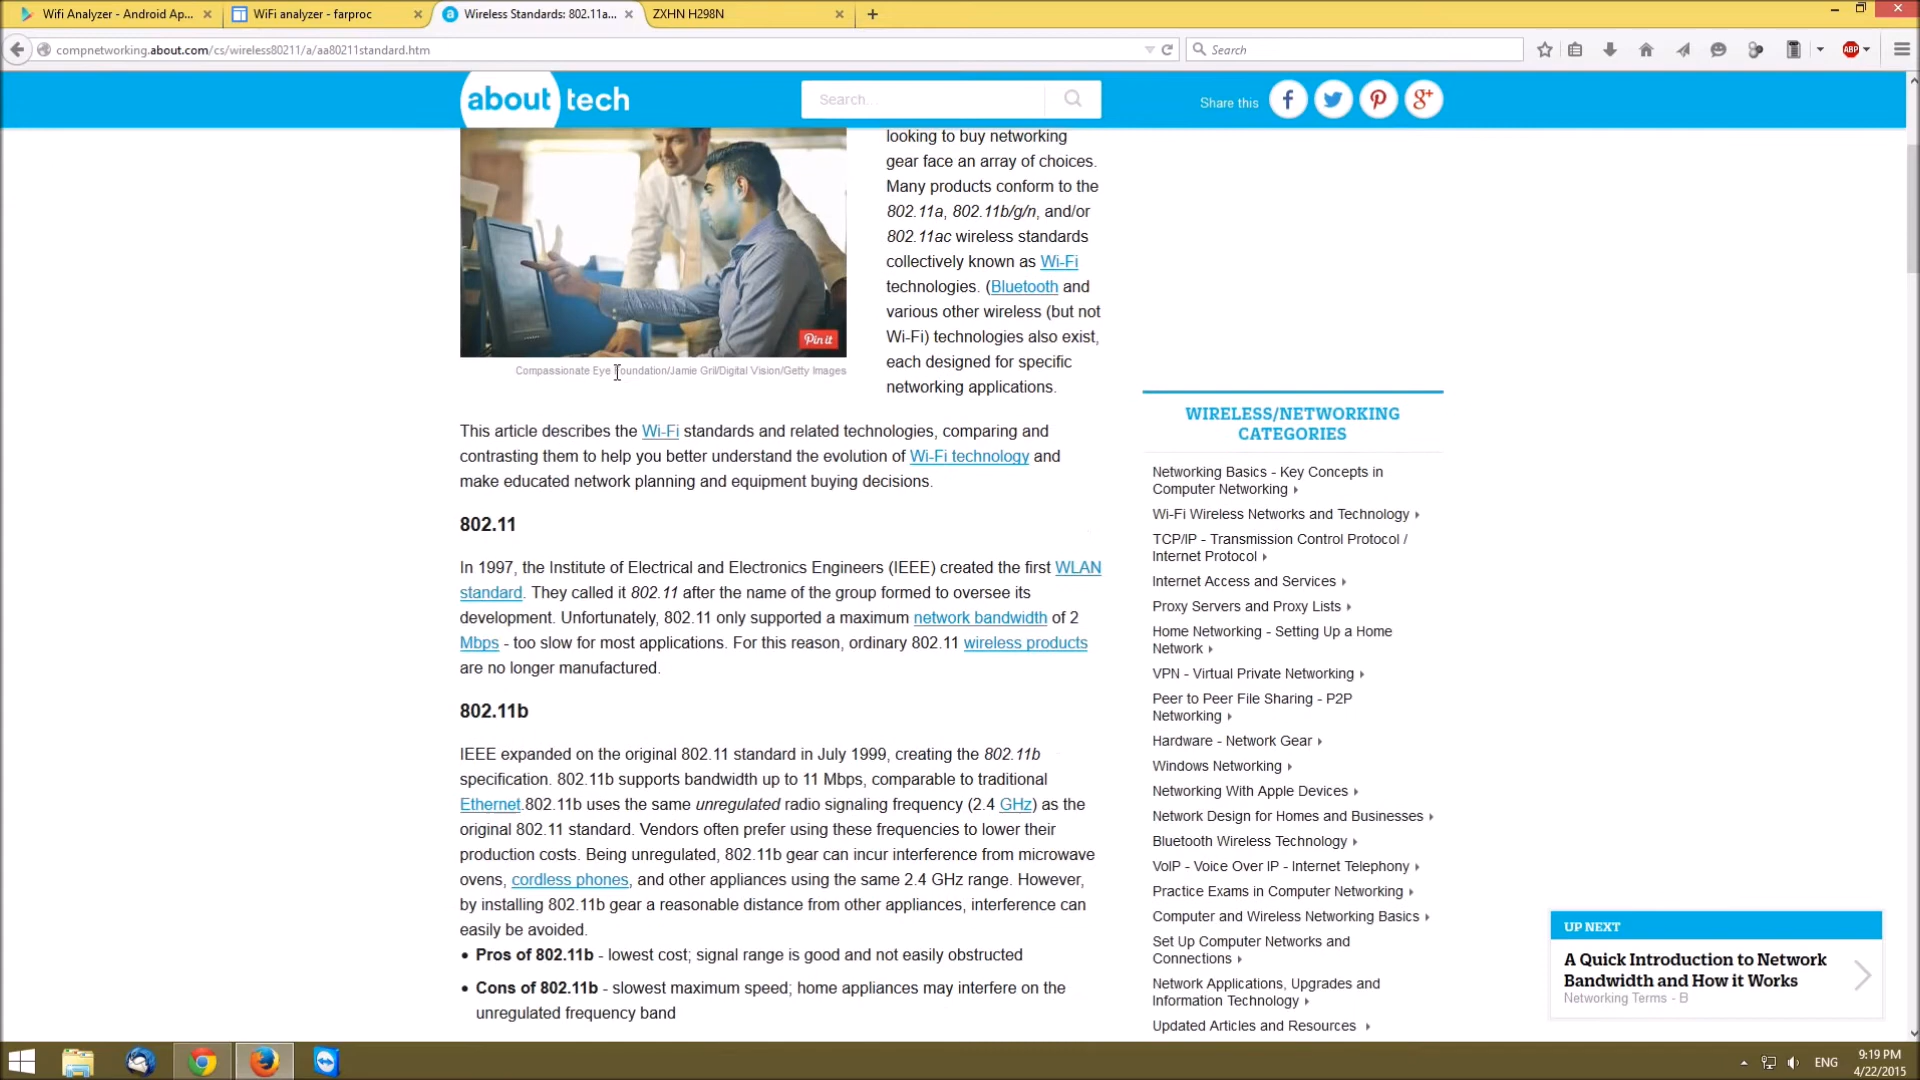 Wifi Analyzer - Android Ap...
WiFi analyzer - farproc
Wireless Standards: 802.11a...
ZXHN H298N
compnetworking.about.com/cs/wireless80211/a/aa80211standard.htm
Search
ABP
about tech
Search...
Share this
looking to buy networking
gear face an array of choices.
Many products conform to the
802.11a, 802.11b/g/n, and/or
802.11ac wireless standards
collectively known as Wi-Fi
technologies. (Bluetooth and
various other wireless (but not
Wi-Fi) technologies also exist,
each designed for specific
networking applications.
Pin it
Compassionate Eye Foundation/Jamie Gril/Digital Vision/Getty Images
This article describes the Wi-Fi standards and related technologies, comparing and
contrasting them to help you better understand the evolution of Wi-Fi technology and
make educated network planning and equipment buying decisions.
802.11
In 1997, the Institute of Electrical and Electronics Engineers (IEEE) created the first WLAN
standard. They called it 802.11 after the name of the group formed to oversee its
development. Unfortunately, 802.11 only supported a maximum network bandwidth of 2
Mbps - too slow for most applications. For this reason, ordinary 802.11 wireless products
are no longer manufactured.
802.11b
IEEE expanded on the original 802.11 standard in July 1999, creating the 802.11b
specification. 802.11b supports bandwidth up to 11 Mbps, comparable to traditional
Ethernet.802.11b uses the same unregulated radio signaling frequency (2.4 GHz) as the
original 802.11 standard. Vendors often prefer using these frequencies to lower their
production costs. Being unregulated, 802.11b gear can incur interference from microwave
ovens, cordless phones, and other appliances using the same 2.4 GHz range. However,
by installing 802.11b gear a reasonable distance from other appliances, interference can
easily be avoided.
• Pros of 802.11b - lowest cost; signal range is good and not easily obstructed
• Cons of 802.11b - slowest maximum speed; home appliances may interfere on the
unregulated frequency band
WIRELESS/NETWORKING
CATEGORIES
Networking Basics - Key Concepts in
Computer Networking
Wi-Fi Wireless Networks and Technology
TCP/IP - Transmission Control Protocol /
Internet Protocol
Internet Access and Services
Proxy Servers and Proxy Lists
Home Networking - Setting Up a Home
Network
VPN - Virtual Private Networking
Peer to Peer File Sharing - P2P
Networking
Hardware - Network Gear
Windows Networking
Networking With Apple Devices
Network Design for Homes and Businesses
Bluetooth Wireless Technology
VoIP - Voice Over IP - Internet Telephony
Practice Exams in Computer Networking
Computer and Wireless Networking Basics
Set Up Computer Networks and
Connections
Network Applications, Upgrades and
Information Technology
Updated Articles and Resources
UP NEXT
A Quick Introduction to Network
Bandwidth and How it Works
Networking Terms - B
ENG
9:19 PM
4/22/2015